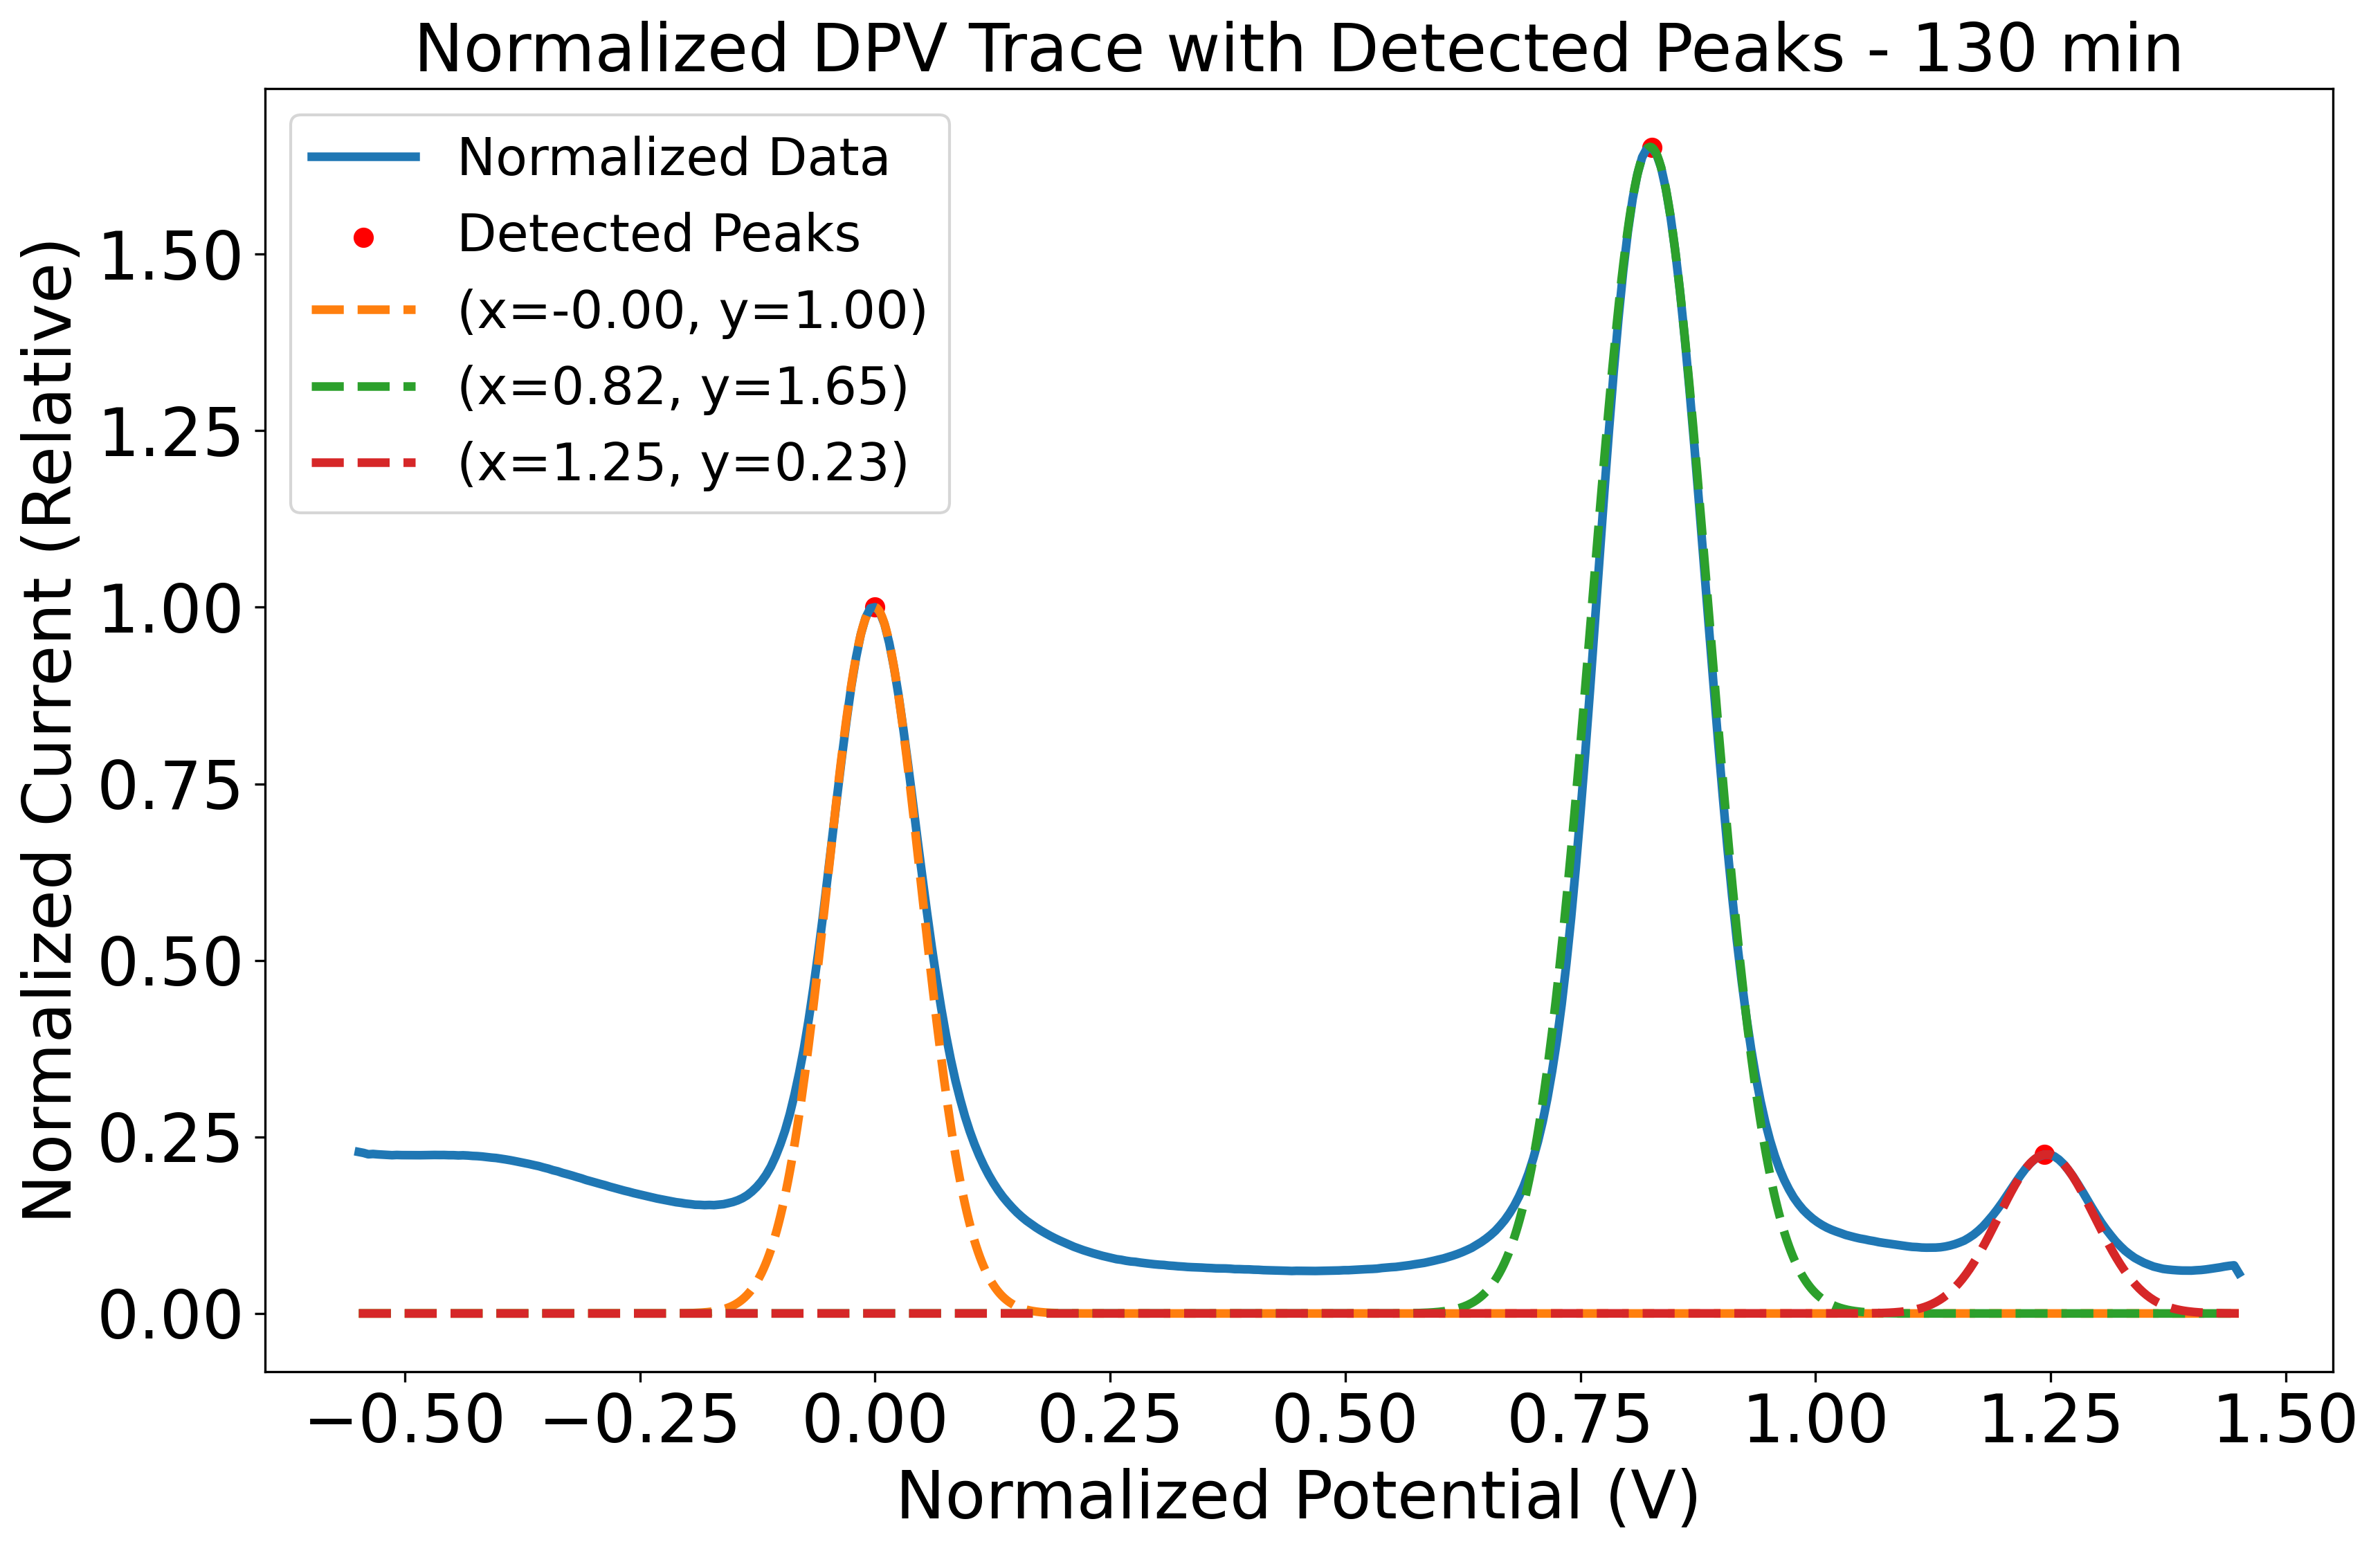 Normalized DPV Trace with Detected Peaks - 130 min
Normalized Data
Detected Peaks
(x=-0.00, y=1.00)
(x=0.82, y=1.65)
(x=1.25, y=0.23)
Normalized Current (Relative)
1.50
1.25
1.00
0.75
0.50
0.25
0.00
−0.50 −0.25 0.00 0.25 0.50 0.75 1.00 1.25 1.50
Normalized Potential (V)